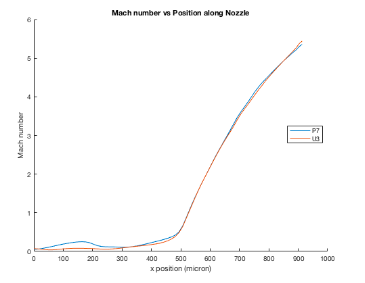 Mach number vs Position along Nozzle
6
5
4
3
2
1
0
Mach number
P7
U3
0 100 200 300 400 500 600 700 800 900 1000
x position (micron)